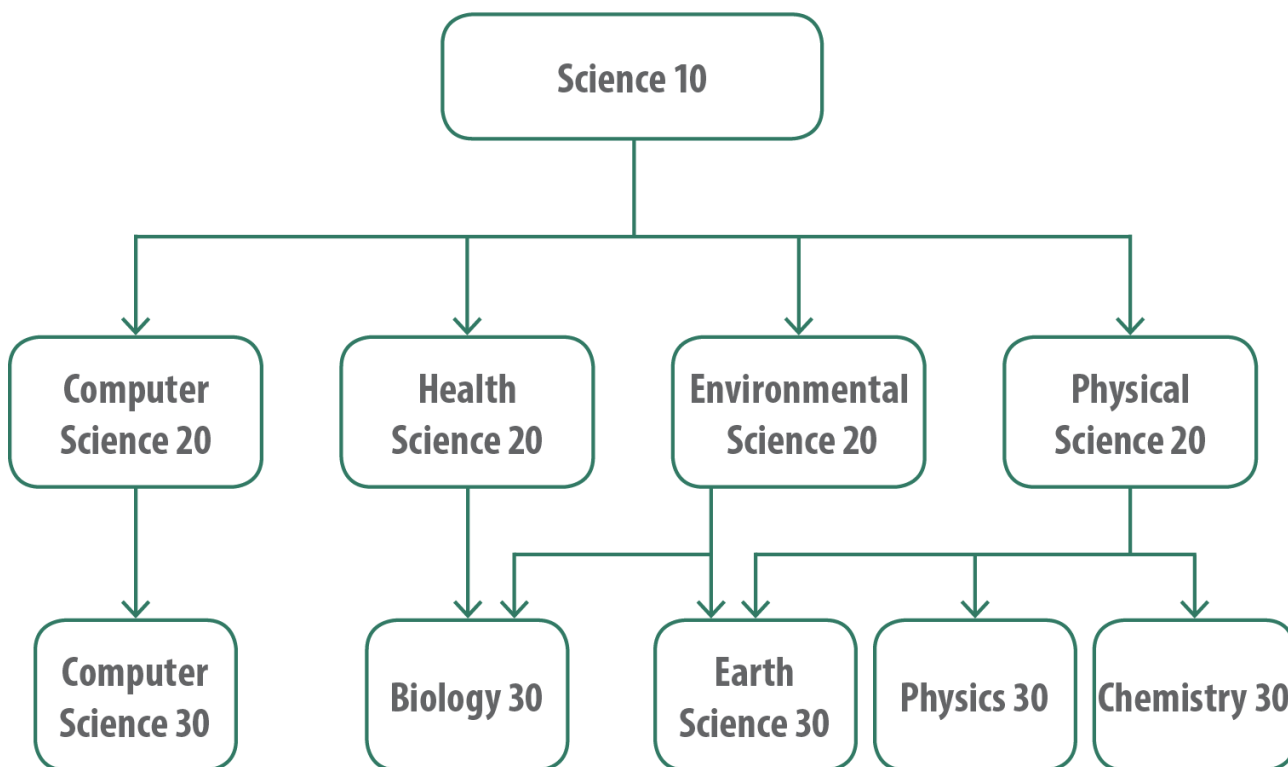 Science 10
Computer
Science 20
Health
Science 20
Environmental
Science 20
Physical
Science 20
Computer
Science 30
Biology 30
Earth
Science 30
Physics 30
Chemistry 30